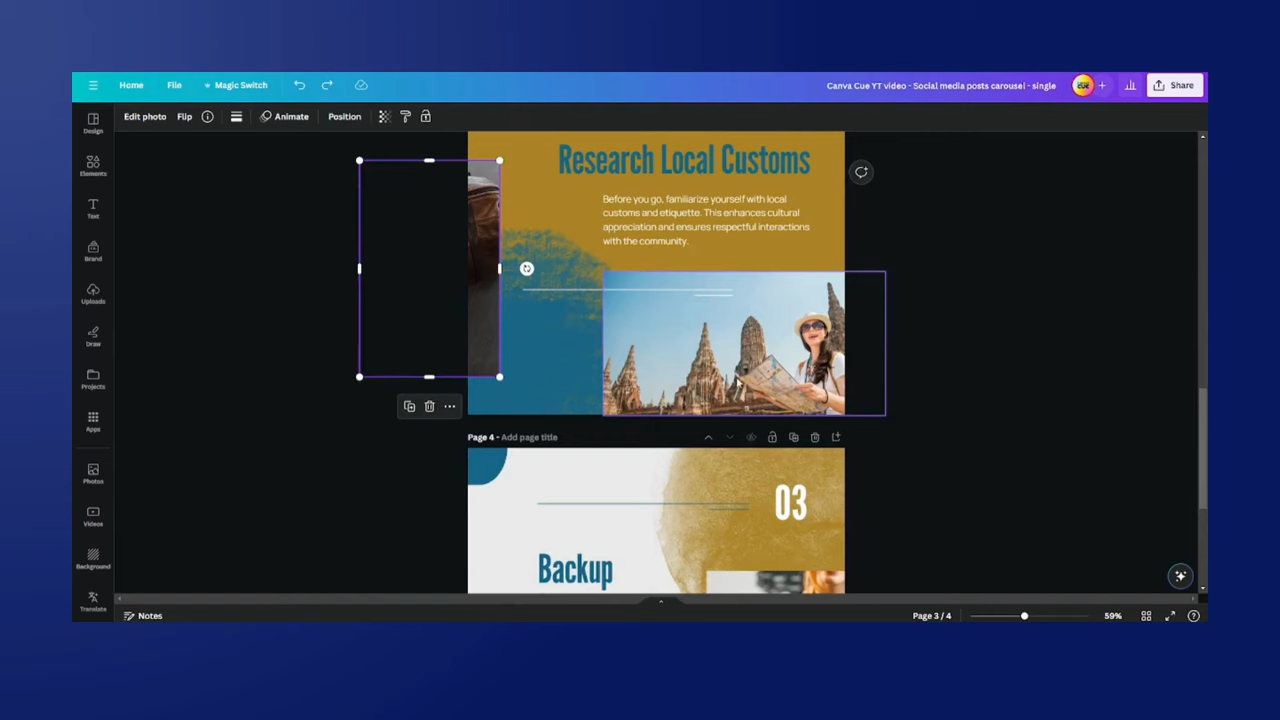 Home File Magic Switch Canva Cue YT video - Social media posts carousel - single cue Share
Edit photo Flip Animate Position
Design
Elements
Text
Brand
Uploads
Draw
Projects
Apps
Photos
Videos
Background
Translate
Research Local Customs
Before you go, familiarize yourself with local
customs and etiquette. This enhances cultural
appreciation and ensures respectful interactions
with the community.
Page 4 - Add page title
03
Backup
Notes Page 3 / 4 59%